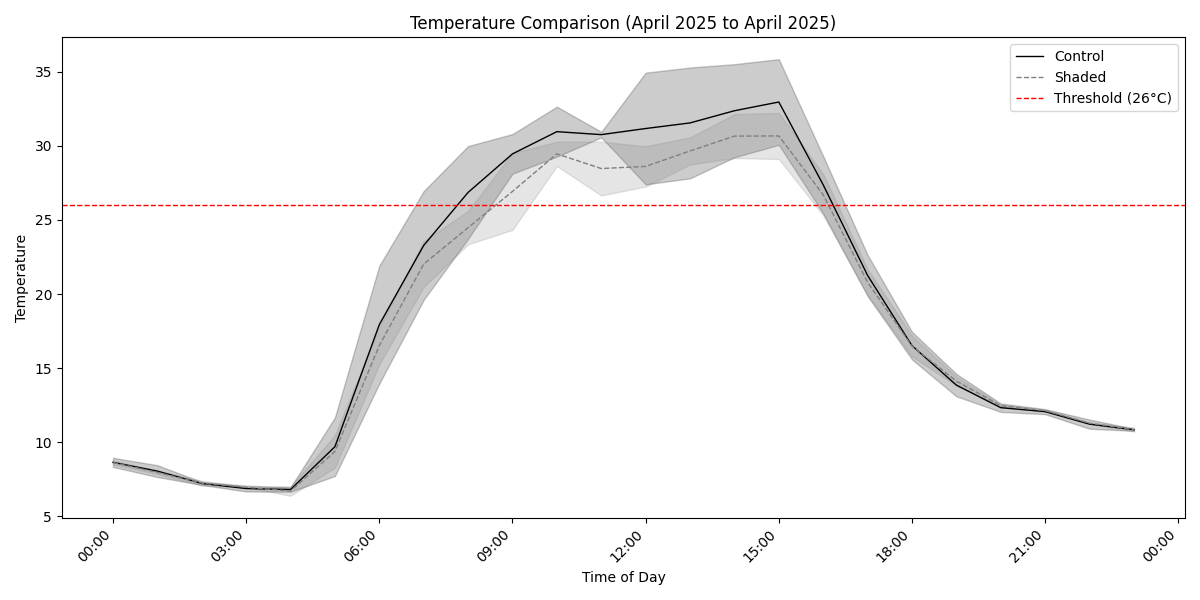 Temperature Comparison (April 2025 to April 2025)
Control
Shaded
Threshold (26°C)
Temperature
35
30
25
20
15
10
5
00:00
03:00
06:00
09:00
12:00
15:00
18:00
21:00
00:00
Time of Day